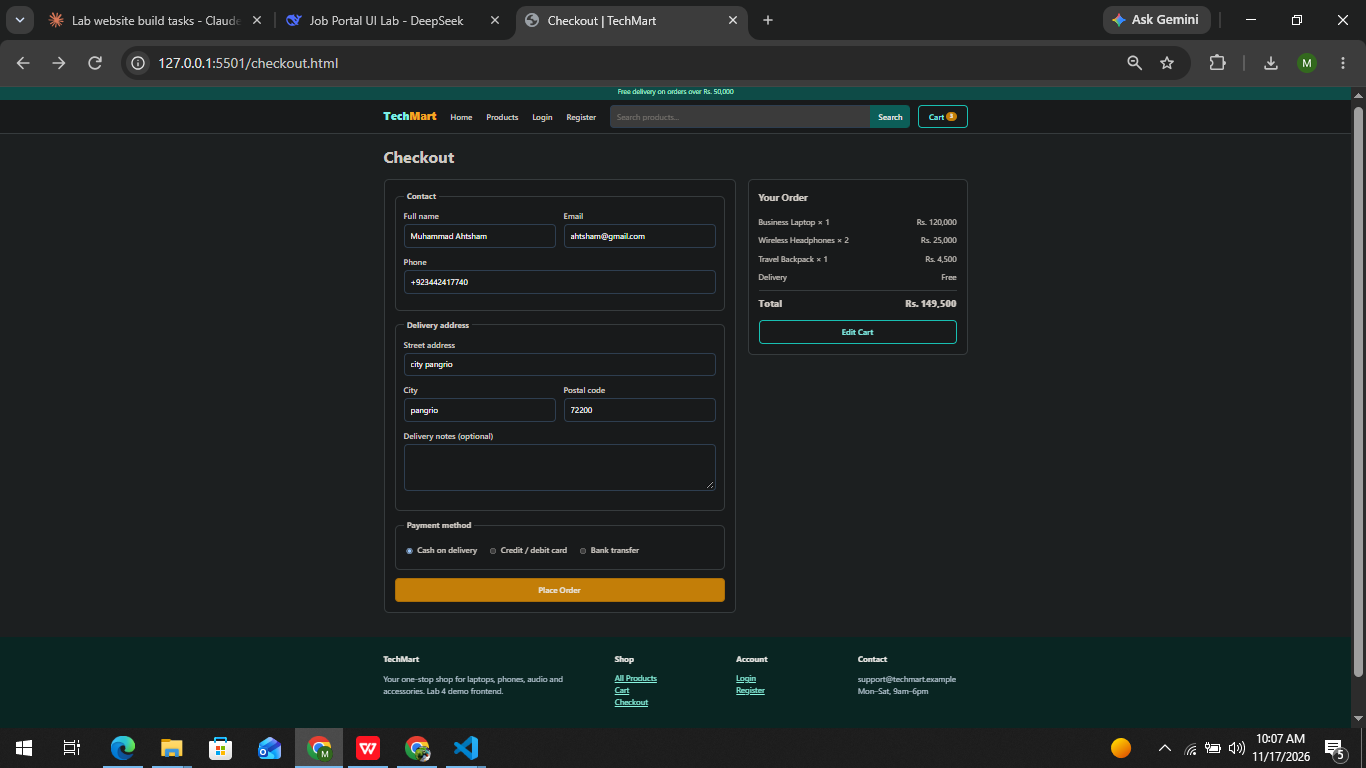 Lab website build tasks - Claude
Job Portal UI Lab - DeepSeek
Checkout | TechMart
Ask Gemini
127.0.0.1:5501/checkout.html
M
Free delivery on orders over Rs. 50,000
TechMart
Home
Products
Login
Register
Search products...
Search
Cart 3
Checkout
Contact
Full name
Email
Muhammad Ahtsham
ahtsham@gmail.com
Phone
+923442417740
Delivery address
Street address
city pangrio
City
Postal code
pangrio
72200
Delivery notes (optional)
Payment method
Cash on delivery
Credit / debit card
Bank transfer
Place Order
Your Order
Business Laptop × 1 Rs. 120,000
Wireless Headphones × 2 Rs. 25,000
Travel Backpack × 1 Rs. 4,500
Delivery Free
Total Rs. 149,500
Edit Cart
TechMart
Your one-stop shop for laptops, phones, audio and
accessories. Lab 4 demo frontend.
Shop
All Products
Cart
Checkout
Account
Login
Register
Contact
support@techmart.example
Mon–Sat, 9am–6pm
M
W
10:07 AM
11/17/2026
5